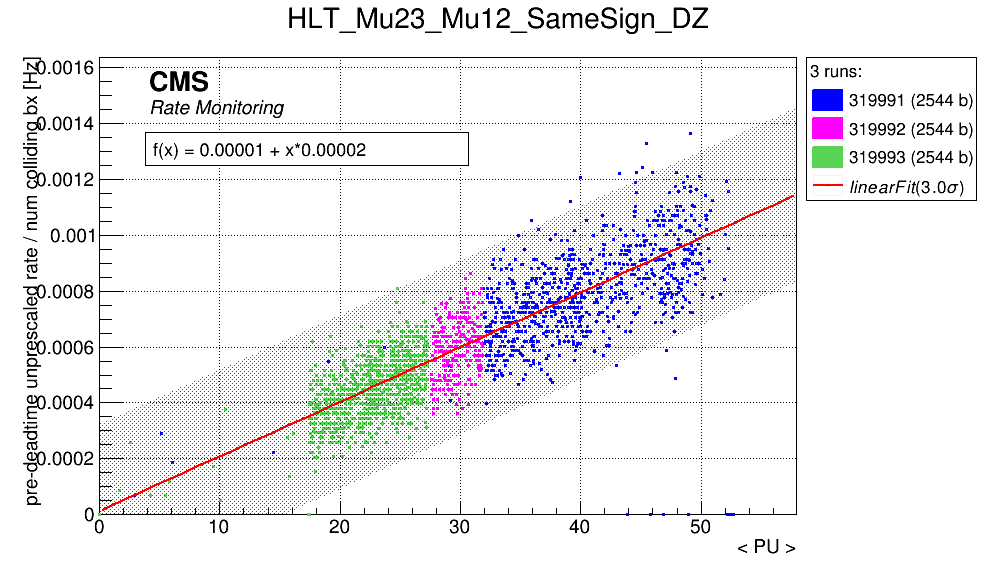 HLT_Mu23_Mu12_SameSign_DZ
pre-deadtime unprescaled rate / num colliding bx [Hz]
0.0016
0.0014
0.0012
0.001
0.0008
0.0006
0.0004
0.0002
0
CMS
Rate Monitoring
f(x) = 0.00001 + x*0.00002
0 10 20 30 40 50
< PU >
3 runs:
319991 (2544 b)
319992 (2544 b)
319993 (2544 b)
linearFit(3.0σ)